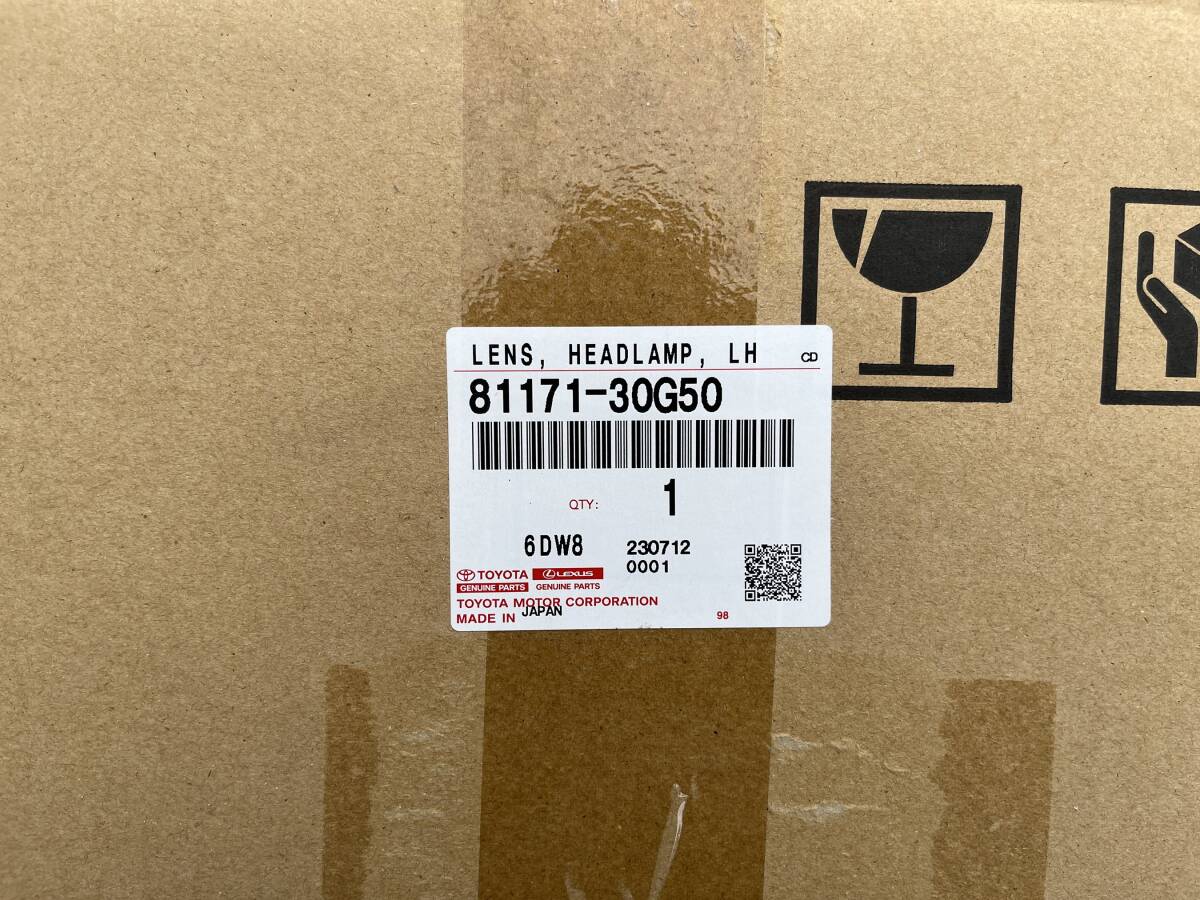 LENS, HEADLAMP, LH CD
81171-30G50
QTY: 1
6DW8 230712
0001
TOYOTA LEXUS
GENUINE PARTS GENUINE PARTS
TOYOTA MOTOR CORPORATION
MADE IN JAPAN 98